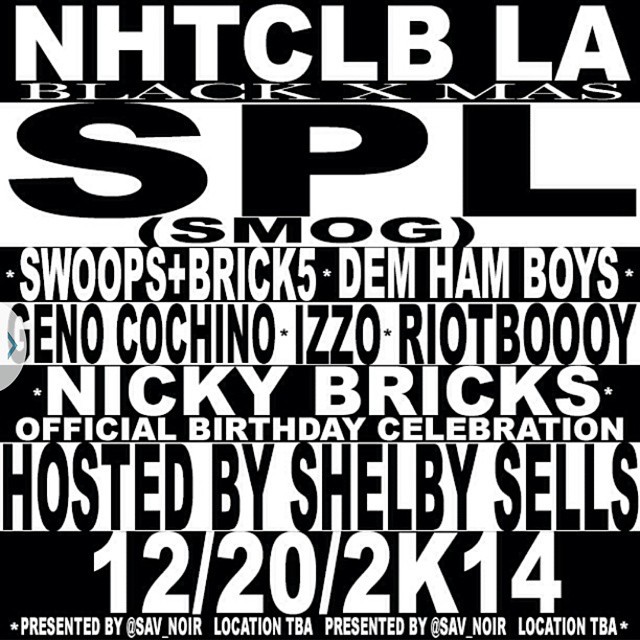 NHTCLB LA
BLACK X MAS
SPL
(SMOG)
*SWOOPS+BRICK5*DEM HAM BOYS*
GENO COCHINO*IZZO*RIOTBOOOY
*NICKY BRICKS*
OFFICIAL BIRTHDAY CELEBRATION
HOSTED BY SHELBY SELLS
12/20/2K14
*PRESENTED BY @SAV_NOIR LOCATION TBA PRESENTED BY @SAV_NOIR LOCATION TBA*